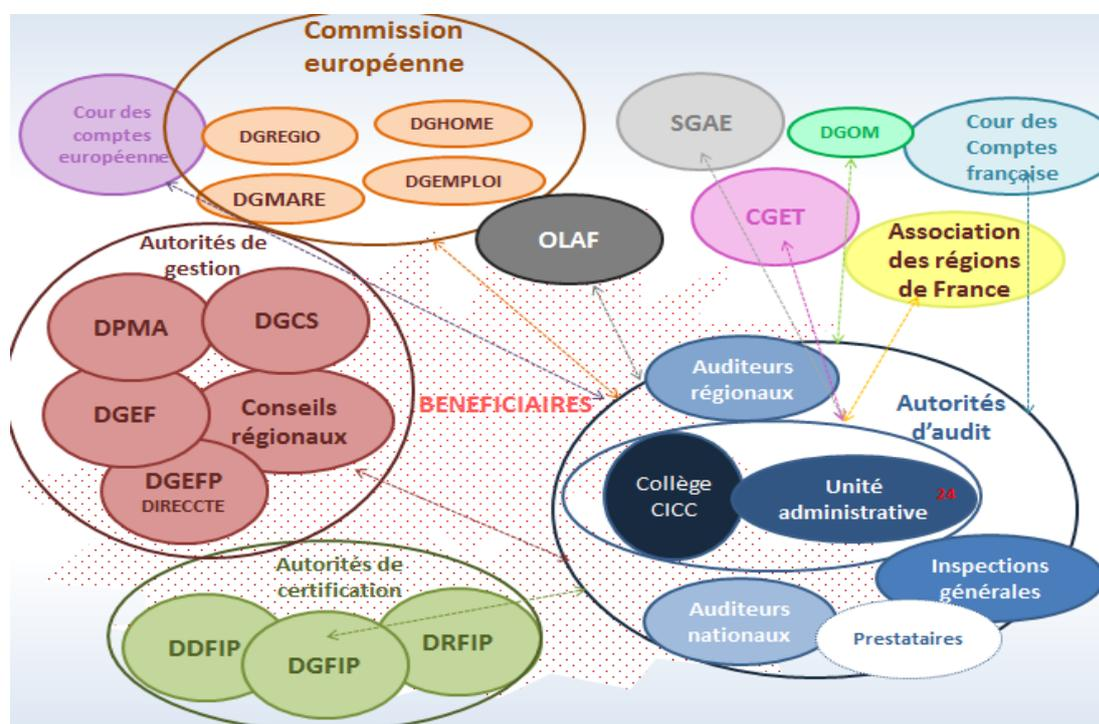 Commission
européenne
Cour des
comptes
européenne
DGREGIO
DGHOME
DGMARE
DGEMPLOI
SGAE
DGOM
Cour des
Comptes
française
CGET
OLAF
Association
des régions
de France
Autorités de
gestion
DPMA
DGCS
DGEF
Conseils
régionaux
DGEFP
DIRECCTE
BENEFICIAIRES
Auditeurs
régionaux
Autorités
d’audit
Collège
CICC
Unité
administrative
24
Inspections
générales
Auditeurs
nationaux
Prestataires
Autorités de
certification
DDFIP
DGFIP
DRFIP